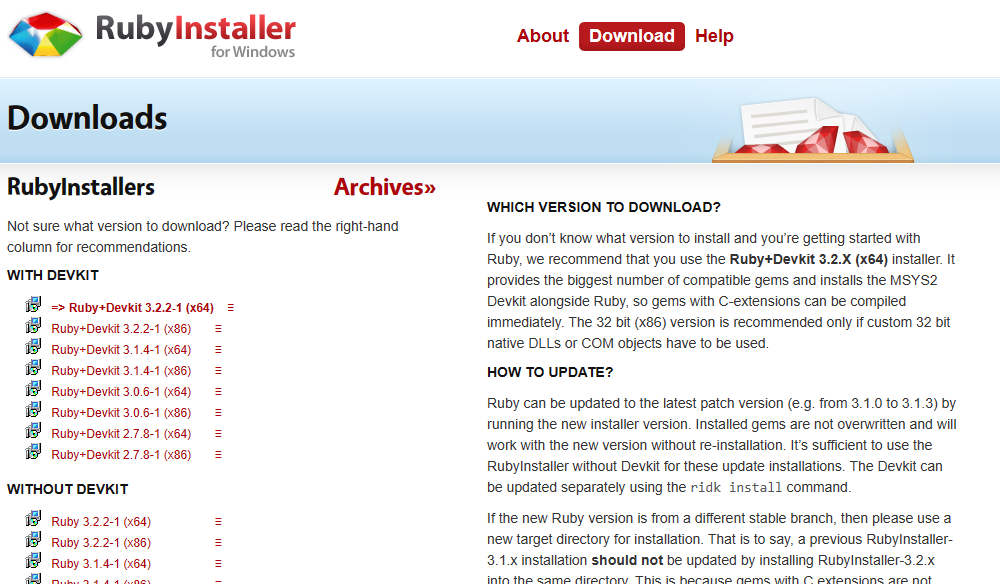 RubyInstaller
for Windows
About Download Help
Downloads
RubyInstallers Archives»
Not sure what version to download? Please read the right-hand
column for recommendations.
WITH DEVKIT
=> Ruby+Devkit 3.2.2-1 (x64)
Ruby+Devkit 3.2.2-1 (x86)
Ruby+Devkit 3.1.4-1 (x64)
Ruby+Devkit 3.1.4-1 (x86)
Ruby+Devkit 3.0.6-1 (x64)
Ruby+Devkit 3.0.6-1 (x86)
Ruby+Devkit 2.7.8-1 (x64)
Ruby+Devkit 2.7.8-1 (x86)
WITHOUT DEVKIT
Ruby 3.2.2-1 (x64)
Ruby 3.2.2-1 (x86)
Ruby 3.1.4-1 (x64)
Ruby 3.1.4-1 (x86)
WHICH VERSION TO DOWNLOAD?
If you don’t know what version to install and you’re getting started with
Ruby, we recommend that you use the Ruby+Devkit 3.2.X (x64) installer. It
provides the biggest number of compatible gems and installs the MSYS2
Devkit alongside Ruby, so gems with C-extensions can be compiled
immediately. The 32 bit (x86) version is recommended only if custom 32 bit
native DLLs or COM objects have to be used.
HOW TO UPDATE?
Ruby can be updated to the latest patch version (e.g. from 3.1.0 to 3.1.3) by
running the new installer version. Installed gems are not overwritten and will
work with the new version without re-installation. It’s sufficient to use the
RubyInstaller without Devkit for these update installations. The Devkit can
be updated separately using the ridk install command.
If the new Ruby version is from a different stable branch, then please use a
new target directory for installation. That is to say, a previous RubyInstaller-
3.1.x installation should not be updated by installing RubyInstaller-3.2.x
into the same directory. This is because gems with C extensions are not